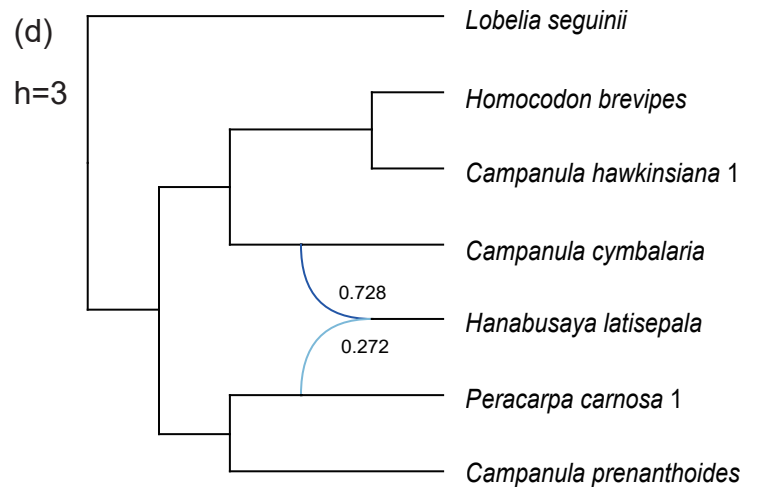 (d)
h=3
Lobelia seguinii
Homocodon brevipes
Campanula hawkinsiana 1
Campanula cymbalaria
0.728
Hanabusaya latisepala
0.272
Peracarpa carnosa 1
Campanula prenanthoides